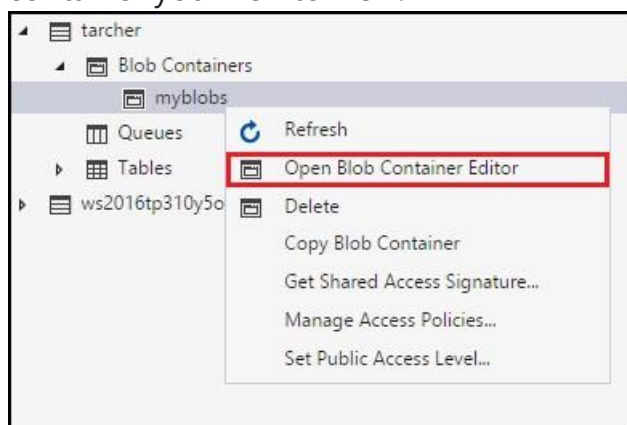 tarcher
Blob Containers
myblobs
Queues
Tables
ws2016tp310y5o
Refresh
Open Blob Container Editor
Delete
Copy Blob Container
Get Shared Access Signature...
Manage Access Policies...
Set Public Access Level...